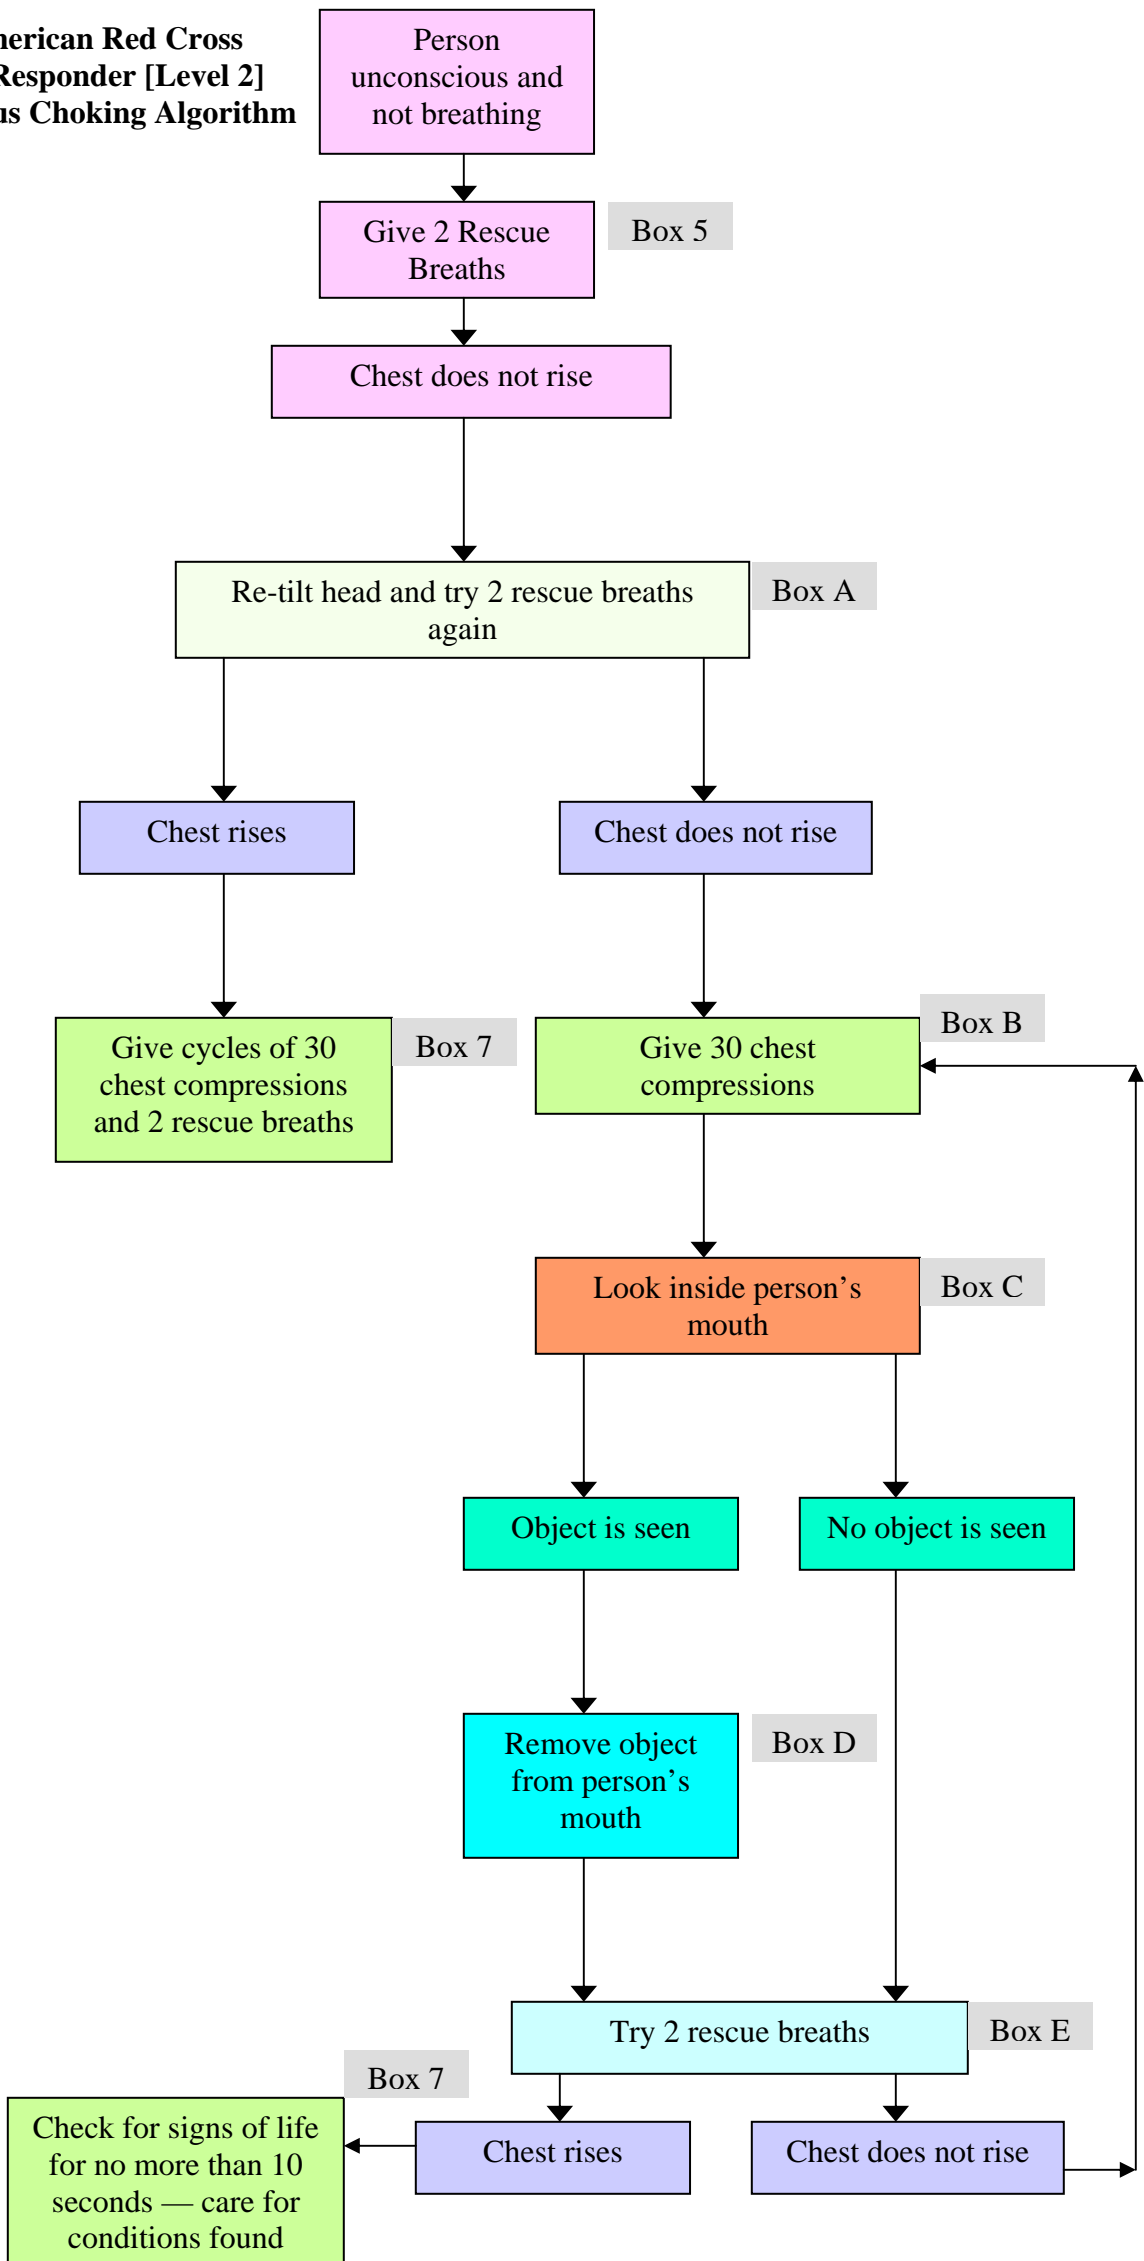 merican Red Cross
Responder [Level 2]
us Choking Algorithm
Person
unconscious and
not breathing
Give 2 Rescue
Breaths
Box 5
Chest does not rise
Re-tilt head and try 2 rescue breaths
again
Box A
Chest rises
Chest does not rise
Give cycles of 30
chest compressions
and 2 rescue breaths
Box 7
Give 30 chest
compressions
Box B
Look inside person’s
mouth
Box C
Object is seen
No object is seen
Remove object
from person’s
mouth
Box D
Try 2 rescue breaths
Box E
Box 7
Check for signs of life
for no more than 10
seconds — care for
conditions found
Chest rises
Chest does not rise